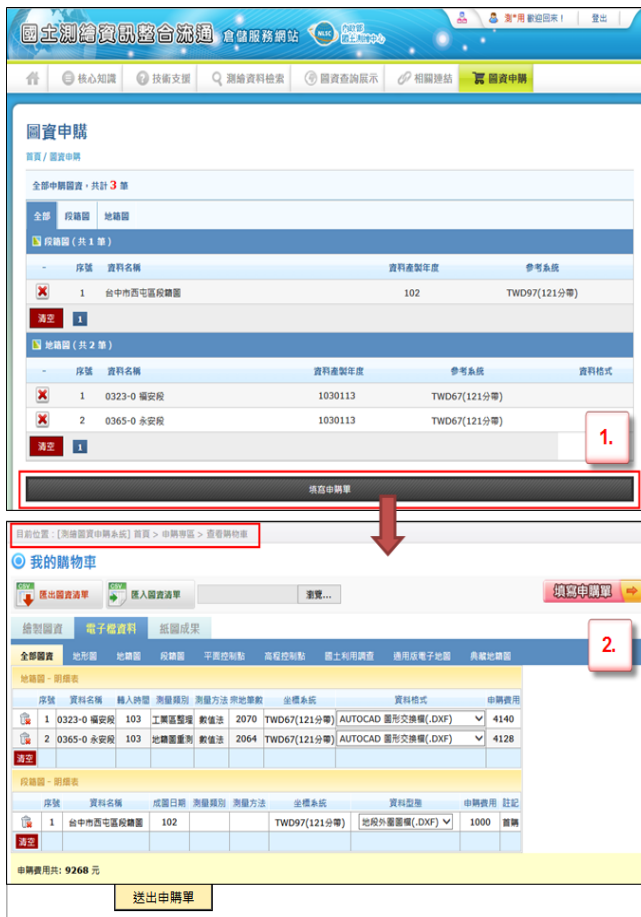 國土測繪資訊整合流通 倉儲服務網站 NLSC 內政部 國土測繪中心
測*用 歡迎回來! 登出
核心知識 技術支援 測繪資料檢索 圖資查詢展示 相關連結 圖資申購
圖資申購
首頁 / 圖資申購
全部申購圖資，共計 3 筆
全部 段籍圖 地籍圖
段籍圖 ( 共 1 筆 )
- 序號 資料名稱 資料產製年度 參考系統
1 台中市西屯區段籍圖 102 TWD97(121分帶)
清空 1
地籍圖 ( 共 2 筆 )
- 序號 資料名稱 資料產製年度 參考系統 資料格式
1 0323-0 福安段 1030113 TWD67(121分帶)
2 0365-0 永安段 1030113 TWD67(121分帶)
清空 1
1.
填寫申購單
目前位置 : [測繪圖資申購系統] 首頁 > 申購專區 > 查看購物車
我的購物車
CSV 匯出圖資清單 CSV 匯入圖資清單 瀏覽... 填寫申購單
繪製圖資 電子檔資料 紙圖成果
2.
全部圖資 地形圖 地籍圖 段籍圖 平面控制點 高程控制點 國土利用調查 通用版電子地圖 典藏地籍圖
地籍圖 - 明細表
序號 資料名稱 輸入時間 測量類別 測量方法 宗地筆數 坐標系統 資料格式 申購費用
1 0323-0 福安段 103 工業區整理 數值法 2070 TWD67(121分帶) AUTOCAD 圖形交換檔(.DXF) 4140
2 0365-0 永安段 103 地籍圖重測 數值法 2064 TWD67(121分帶) AUTOCAD 圖形交換檔(.DXF) 4128
清空
段籍圖 - 明細表
序號 資料名稱 成圖日期 測量類別 測量方法 坐標系統 資料型態 申購費用 註記
1 台中市西屯區段籍圖 102 TWD97(121分帶) 地段外圍圖檔(.DXF) 1000 首購
清空
申購費用共: 9268 元
送出申購單